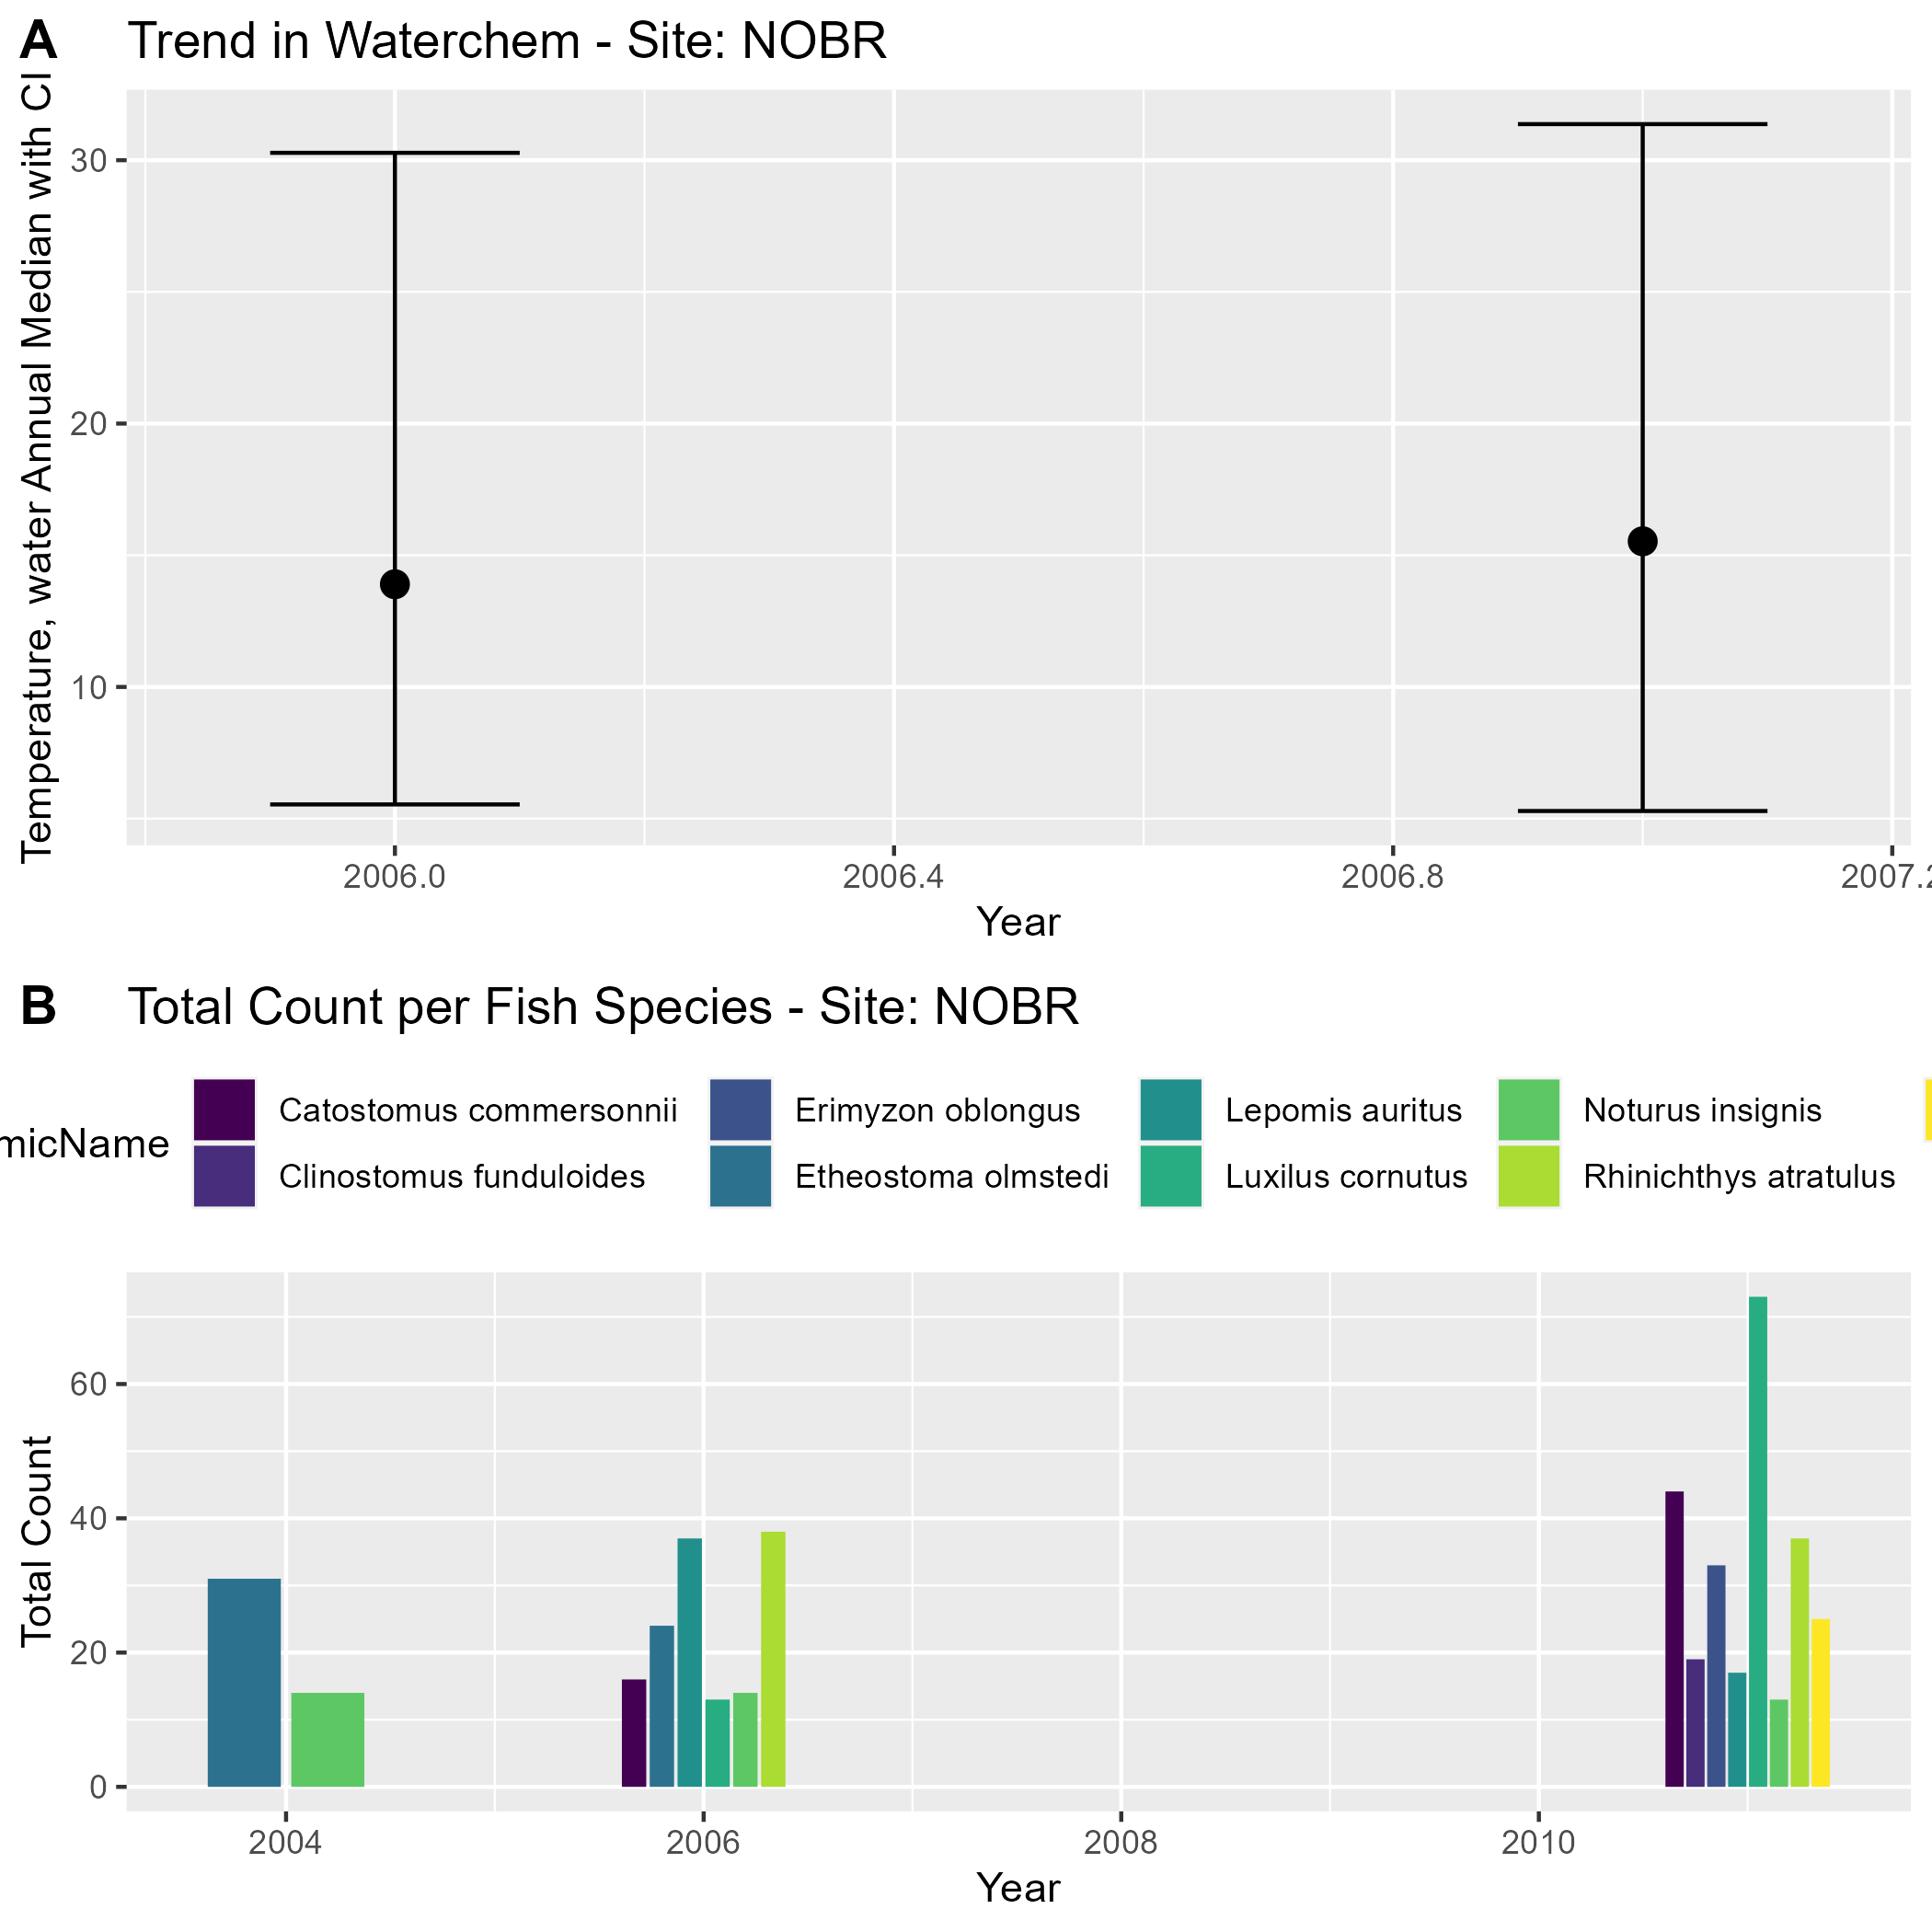 A Trend in Waterchem - Site: NOBR
Temperature, water Annual Median with CI
30
20
10
2006.0 2006.4 2006.8 2007.2
Year
B Total Count per Fish Species - Site: NOBR
micName
Catostomus commersonnii Erimyzon oblongus Lepomis auritus Noturus insignis
Clinostomus funduloides Etheostoma olmstedi Luxilus cornutus Rhinichthys atratulus
Total Count
60
40
20
0
2004 2006 2008 2010
Year